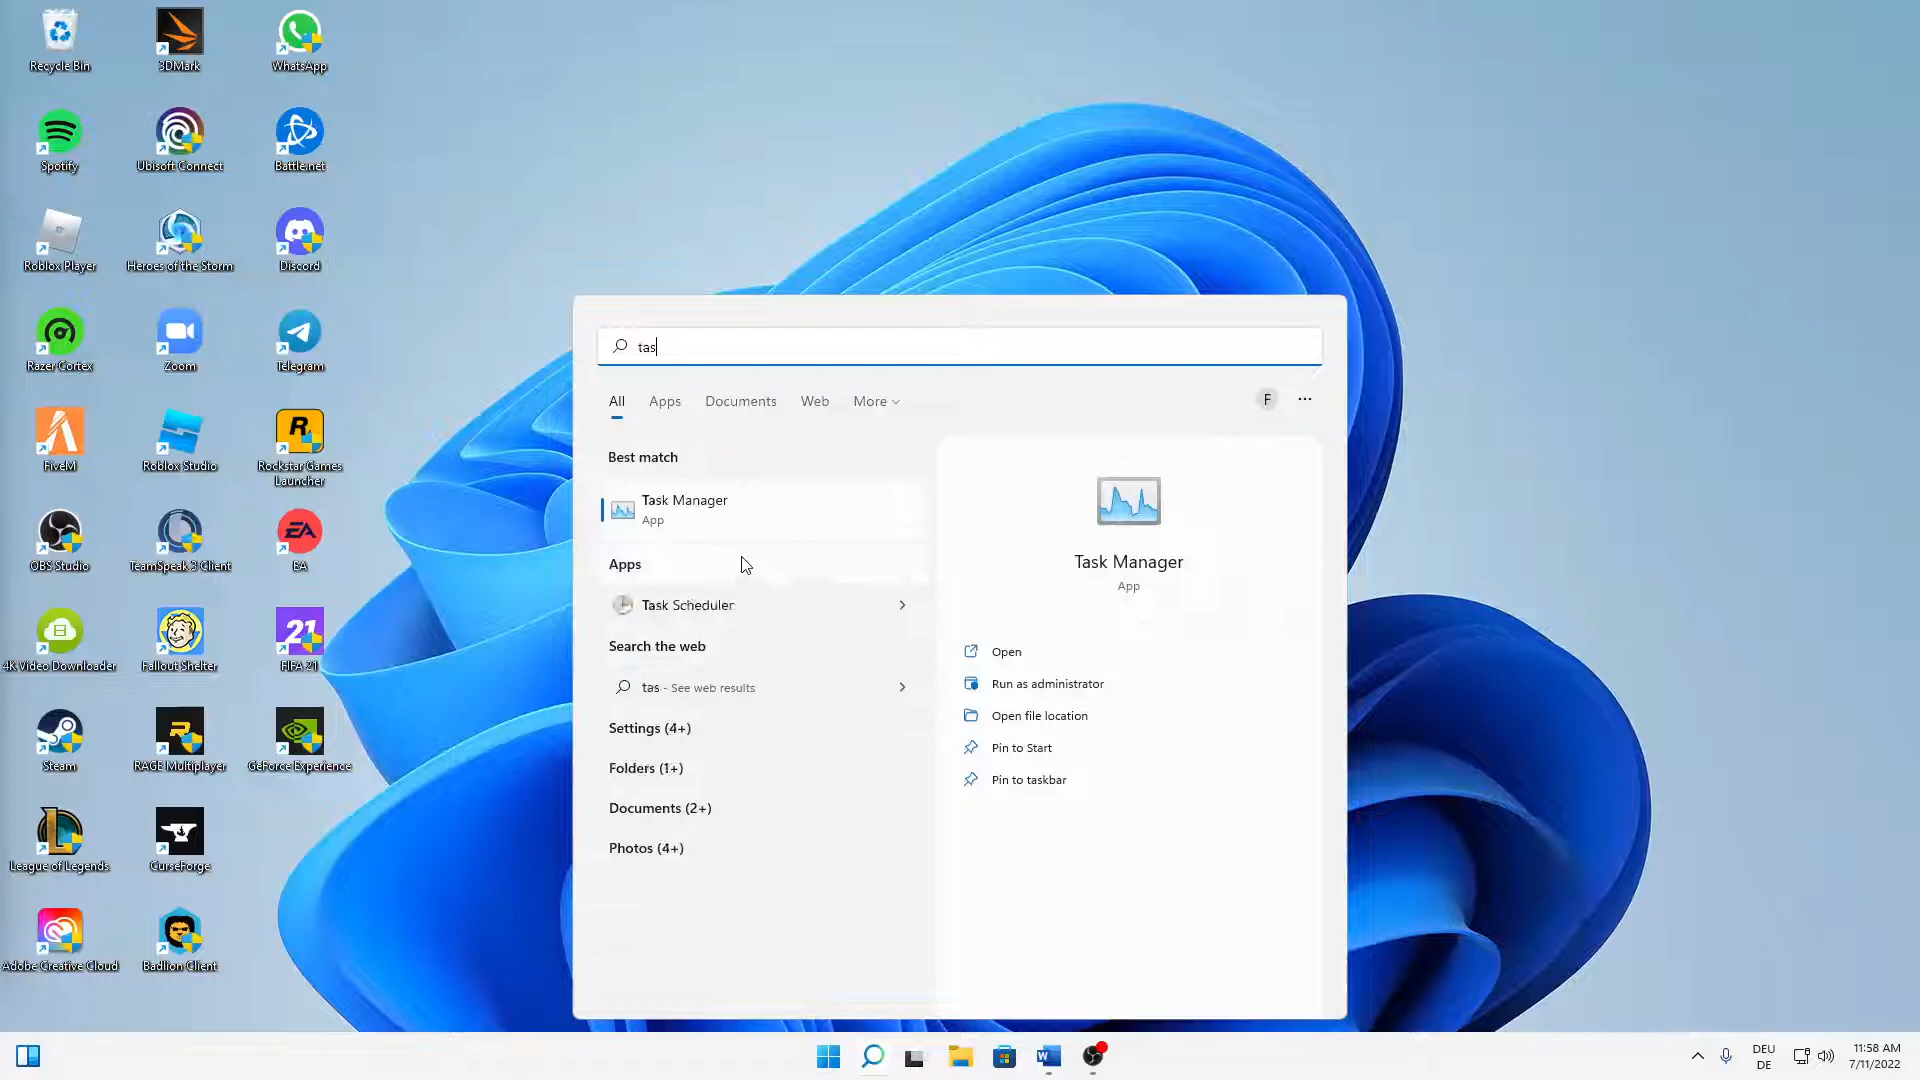 Recycle Bin
3DMark
WhatsApp
Spotify
Ubisoft Connect
Battle.net
Roblox Player
Heroes of the Storm
Discord
Razer Cortex
Zoom
Telegram
FiveM
Roblox Studio
Rockstar Games
Launcher
OBS Studio
TeamSpeak 3 Client
EA
4K Video Downloader
Fallout Shelter
FIFA 21
Steam
RAGE Multiplayer
GeForce Experience
League of Legends
CurseForge
Adobe Creative Cloud
Badlion Client
tas
All
Apps
Documents
Web
More
F
Best match
Task Manager
App
Apps
Task Scheduler
Search the web
tas - See web results
Settings (4+)
Folders (1+)
Documents (2+)
Photos (4+)
Task Manager
App
Open
Run as administrator
Open file location
Pin to Start
Pin to taskbar
DEU
DE
11:58 AM
7/11/2022